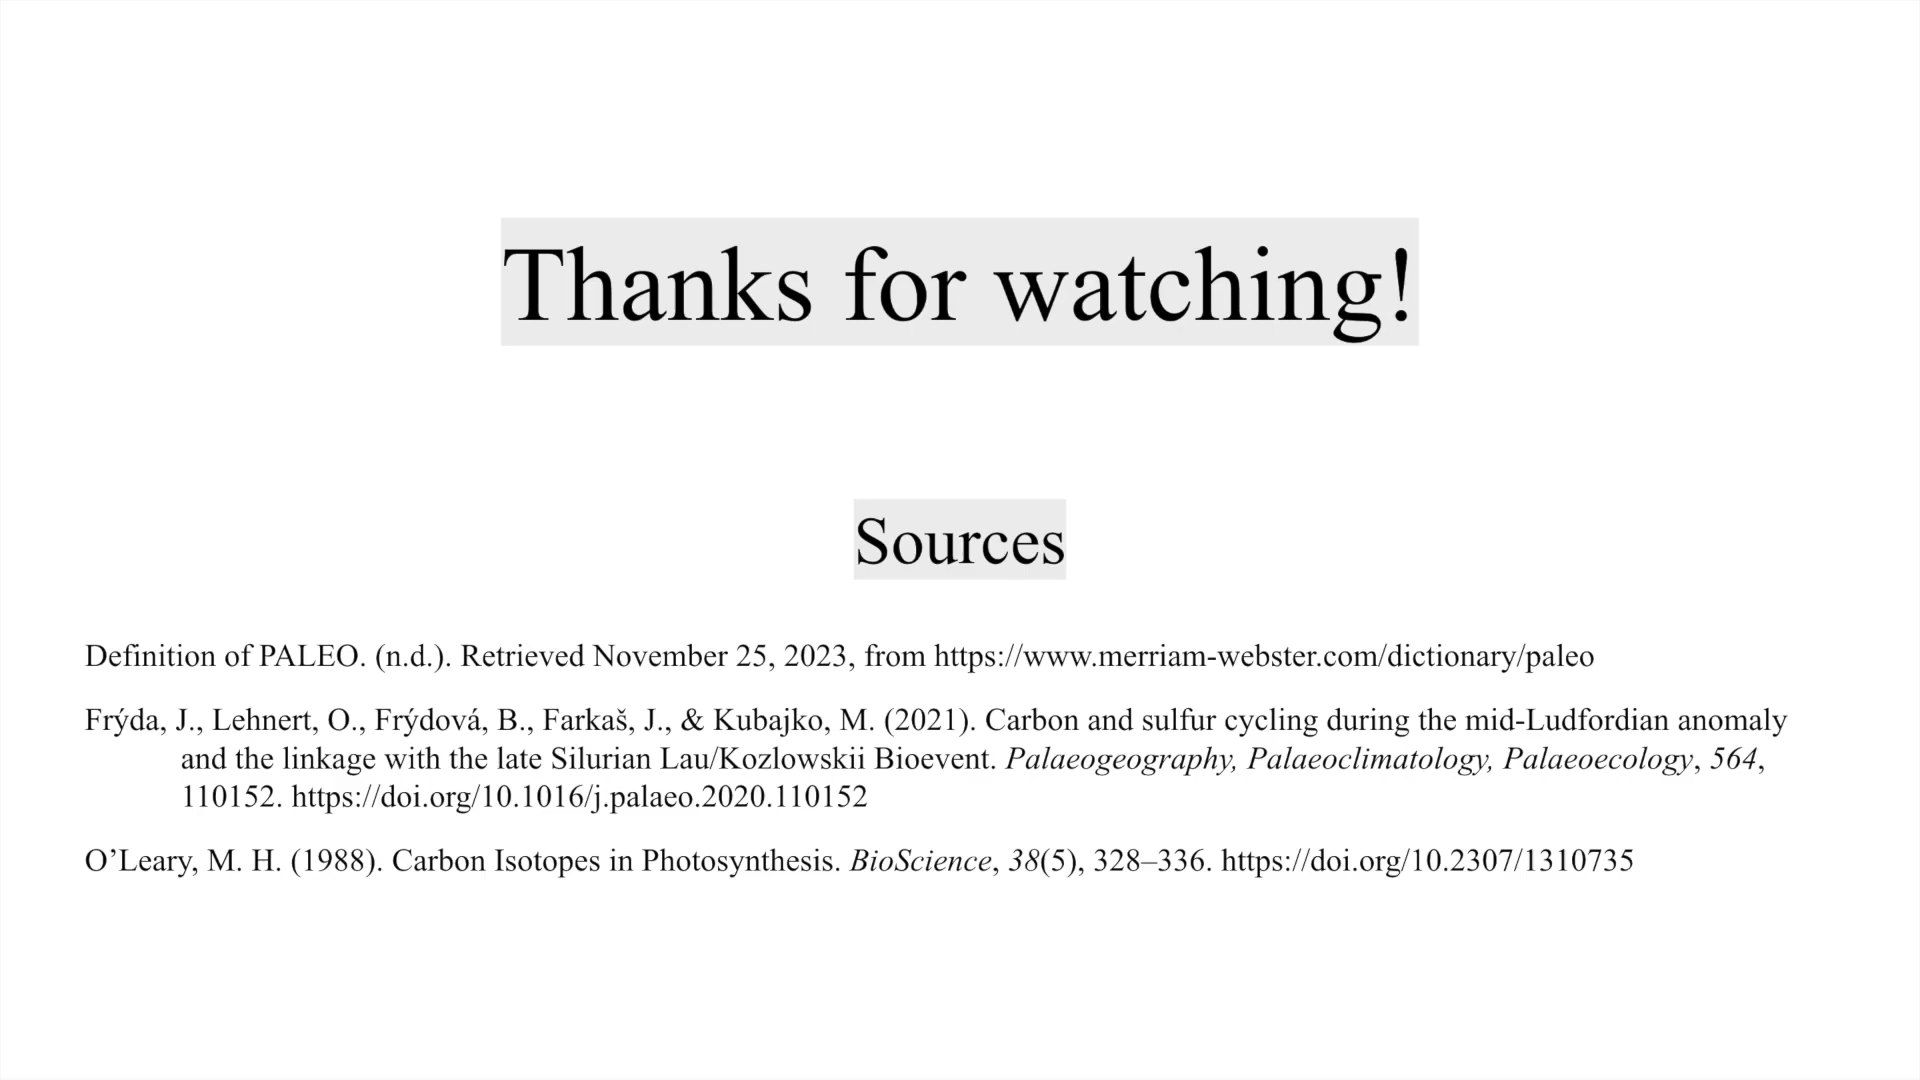 Thanks for watching!
Sources
Definition of PALEO. (n.d.). Retrieved November 25, 2023, from https://www.merriam-webster.com/dictionary/paleo
Frýda, J., Lehnert, O., Frýdová, B., Farkaš, J., & Kubajko, M. (2021). Carbon and sulfur cycling during the mid-Ludfordian anomaly
and the linkage with the late Silurian Lau/Kozlowskii Bioevent. Palaeogeography, Palaeoclimatology, Palaeoecology, 564,
110152. https://doi.org/10.1016/j.palaeo.2020.110152
O’Leary, M. H. (1988). Carbon Isotopes in Photosynthesis. BioScience, 38(5), 328–336. https://doi.org/10.2307/1310735